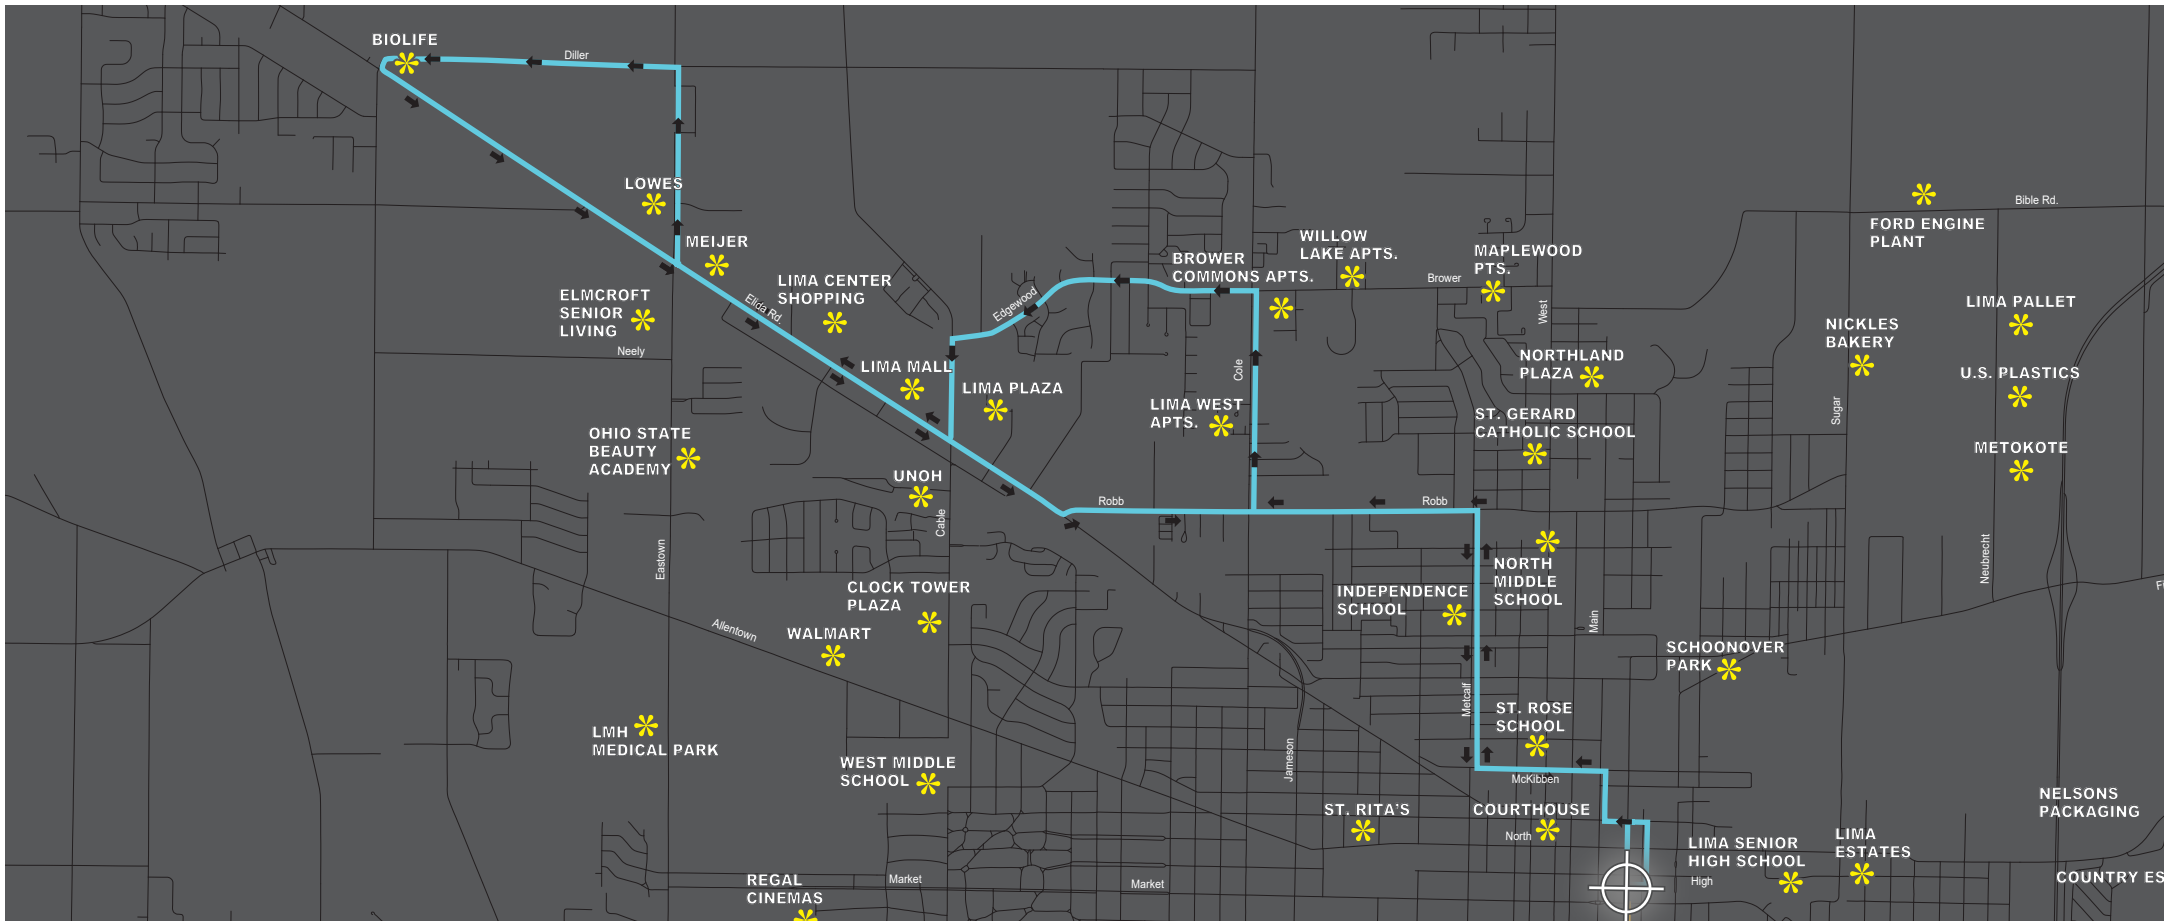 BIOLIFE
Diller
LOWES
MEIJER
ELMCROFT
SENIOR
LIVING
Neely
LIMA CENTER
SHOPPING
Elida Rd.
LIMA MALL
LIMA PLAZA
Edgewood
BROWER
COMMONS APTS.
WILLOW
LAKE APTS.
Brower
MAPLEWOOD
PTS.
West
Bible Rd.
FORD ENGINE
PLANT
LIMA PALLET
NICKLES
BAKERY
U.S. PLASTICS
METOKOTE
Sugar
NORTHLAND
PLAZA
ST. GERARD
CATHOLIC SCHOOL
Cole
LIMA WEST
APTS.
OHIO STATE
BEAUTY
ACADEMY
UNOH
Cable
Robb
Robb
Eastown
CLOCK TOWER
PLAZA
WALMART
Allentown
NORTH
MIDDLE
SCHOOL
INDEPENDENCE
SCHOOL
Main
Neubrecht
Fi
SCHOONOVER
PARK
Metcalf
ST. ROSE
SCHOOL
McKibben
LMH
MEDICAL PARK
WEST MIDDLE
SCHOOL
Jameson
ST. RITA'S
COURTHOUSE
North
NELSONS
PACKAGING
LIMA SENIOR
HIGH SCHOOL
High
LIMA
ESTATES
COUNTRY ES
REGAL
CINEMAS
Market
Market